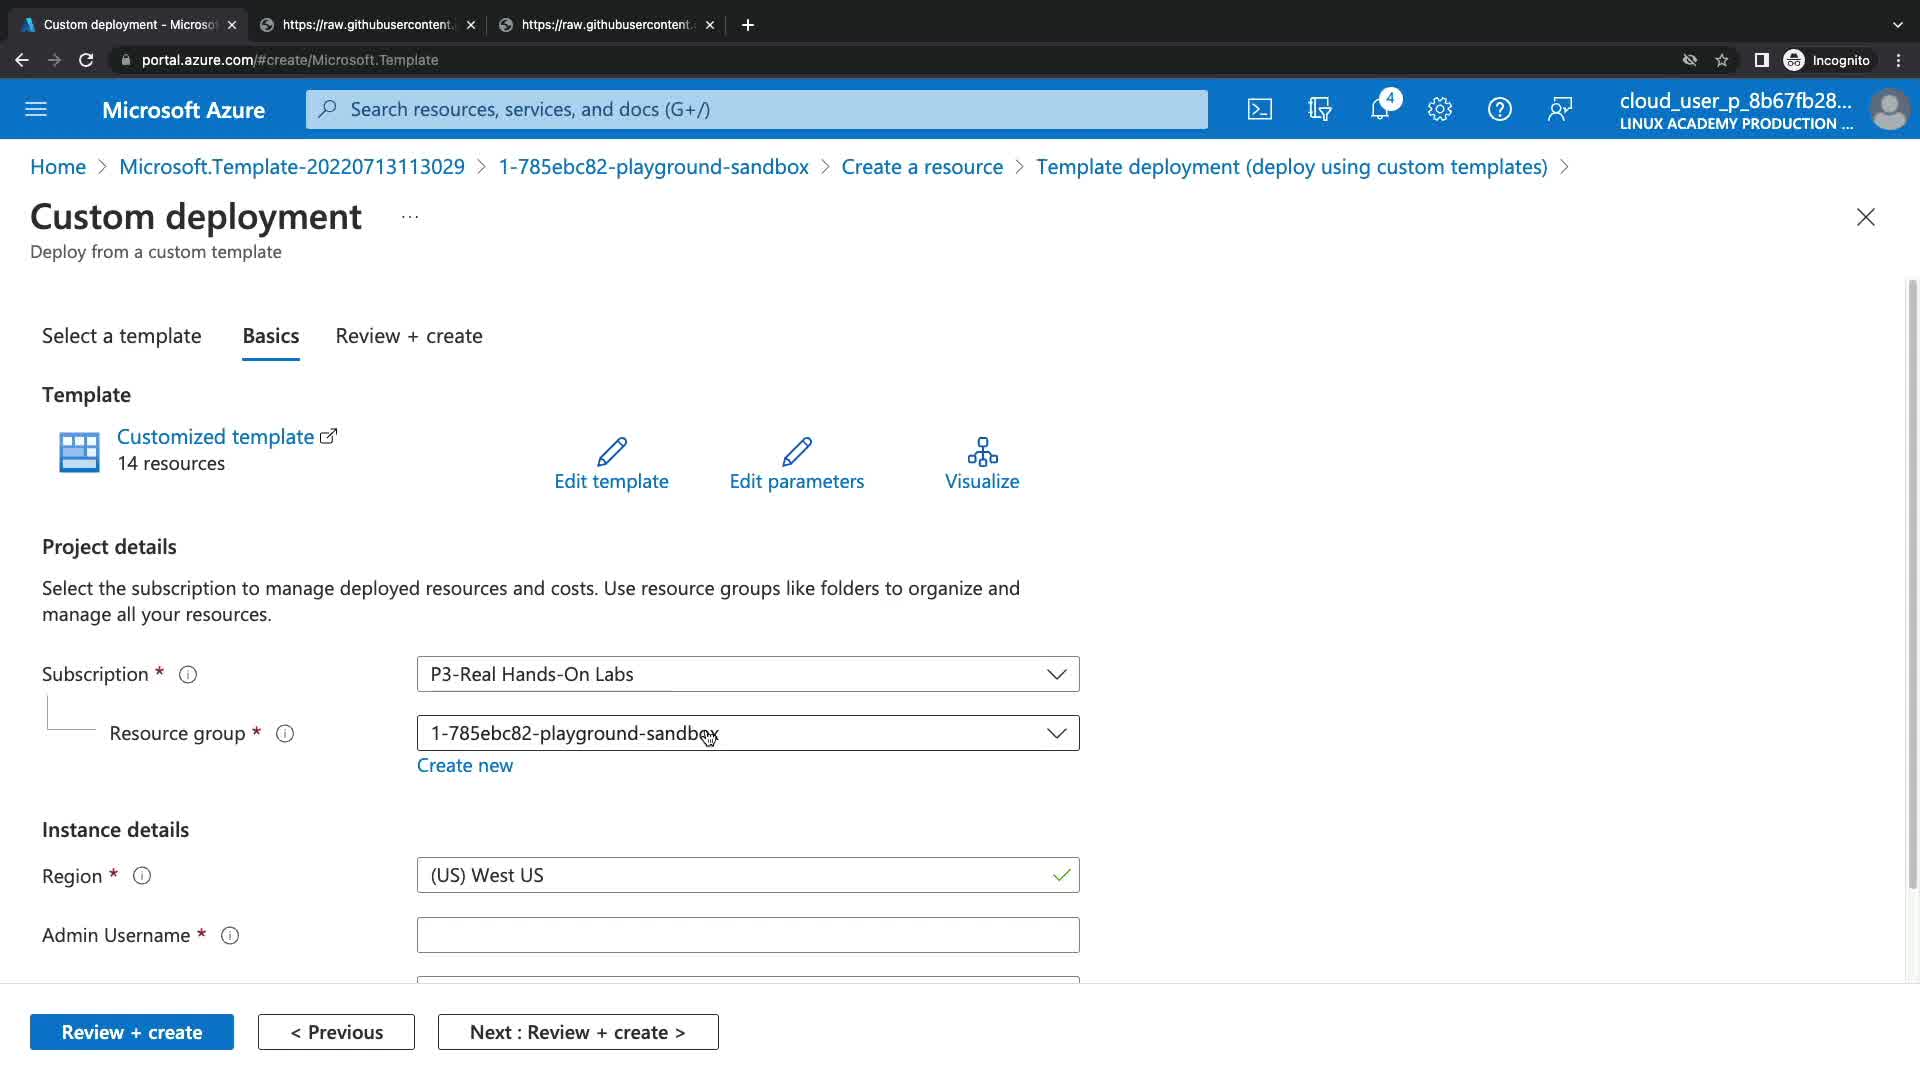 Custom deployment - Microso
https://raw.githubusercontent.
https://raw.githubusercontent.
portal.azure.com/#create/Microsoft.Template
Incognito
Microsoft Azure
Search resources, services, and docs (G+/)
4
cloud_user_p_8b67fb28...
LINUX ACADEMY PRODUCTION ...
Home > Microsoft.Template-20220713113029 > 1-785ebc82-playground-sandbox > Create a resource > Template deployment (deploy using custom templates) >
Custom deployment ...
Deploy from a custom template
Select a template Basics Review + create
Template
Customized template
14 resources
Edit template Edit parameters Visualize
Project details
Select the subscription to manage deployed resources and costs. Use resource groups like folders to organize and
manage all your resources.
Subscription * P3-Real Hands-On Labs
Resource group * 1-785ebc82-playground-sandbox
Create new
Instance details
Region * (US) West US
Admin Username *
Review + create < Previous Next : Review + create >